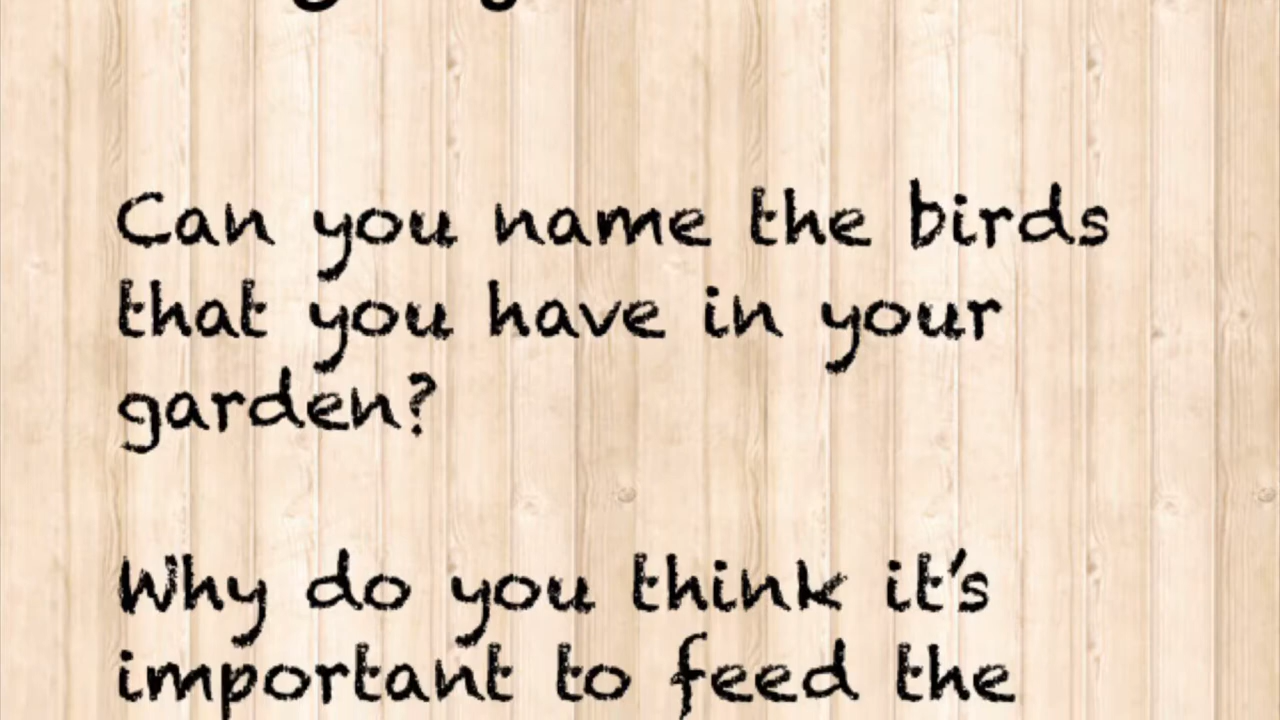 Can you name the birds
that you have in your
garden?
Why do you think it's
important to feed the